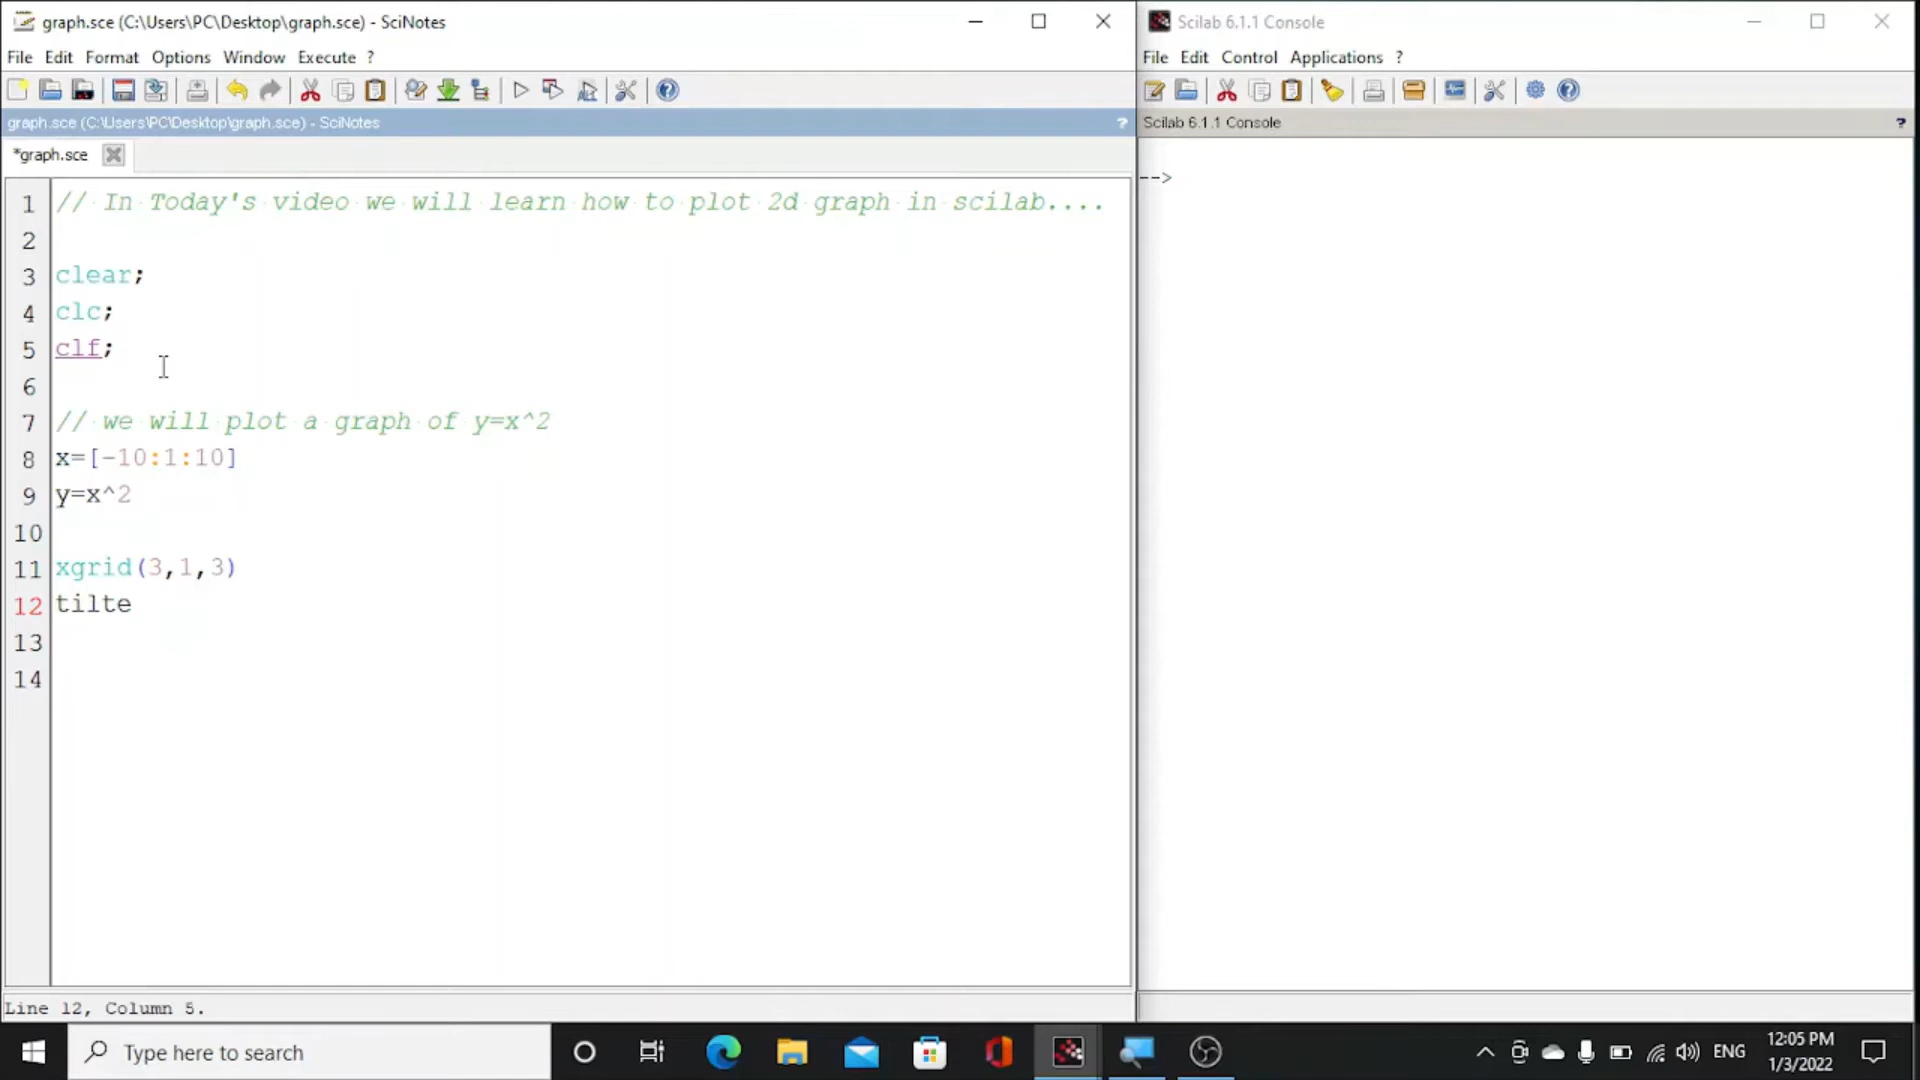 graph.sce (C:\Users\PC\Desktop\graph.sce) - SciNotes
File Edit Format Options Window Execute ?
graph.sce (C:\Users\PC\Desktop\graph.sce) - SciNotes ?
*graph.sce
1 // In Today's video we will learn how to plot 2d graph in scilab....
2
3 clear;
4 clc;
5 clf;
6
7 // we will plot a graph of y=x^2
8 x=[-10:1:10]
9 y=x^2
10
11 xgrid(3,1,3)
12 tilte
13
14
Line 12, Column 5.
Scilab 6.1.1 Console
File Edit Control Applications ?
Scilab 6.1.1 Console ?
-->
Type here to search
ENG
12:05 PM
1/3/2022